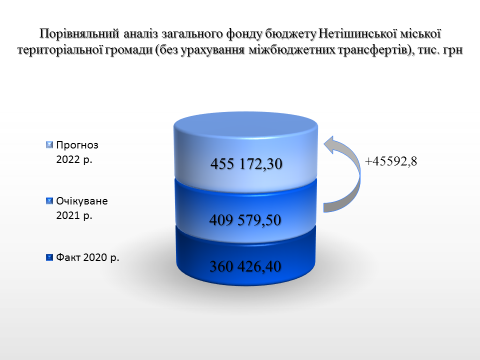 Порівняльний аналіз загального фонду бюджету Нетішинської міської
територіальної громади (без урахування міжбюджетних трансфертів), тис. грн
Прогноз
2022 р.
455 172,30
+45592,8
Очікуване
2021 р.
409 579,50
Факт 2020 р.
360 426,40